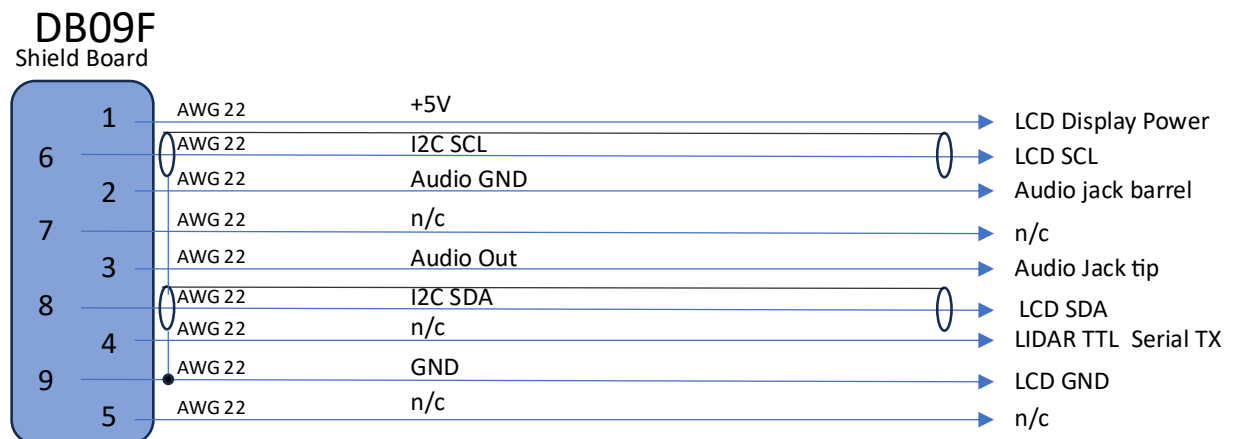 DB09F
Shield Board
1 AWG 22 +5V LCD Display Power
6 AWG 22 I2C SCL LCD SCL
2 AWG 22 Audio GND Audio jack barrel
7 AWG 22 n/c n/c
3 AWG 22 Audio Out Audio Jack tip
8 AWG 22 I2C SDA LCD SDA
4 AWG 22 n/c LIDAR TTL Serial TX
9 AWG 22 GND LCD GND
5 AWG 22 n/c n/c